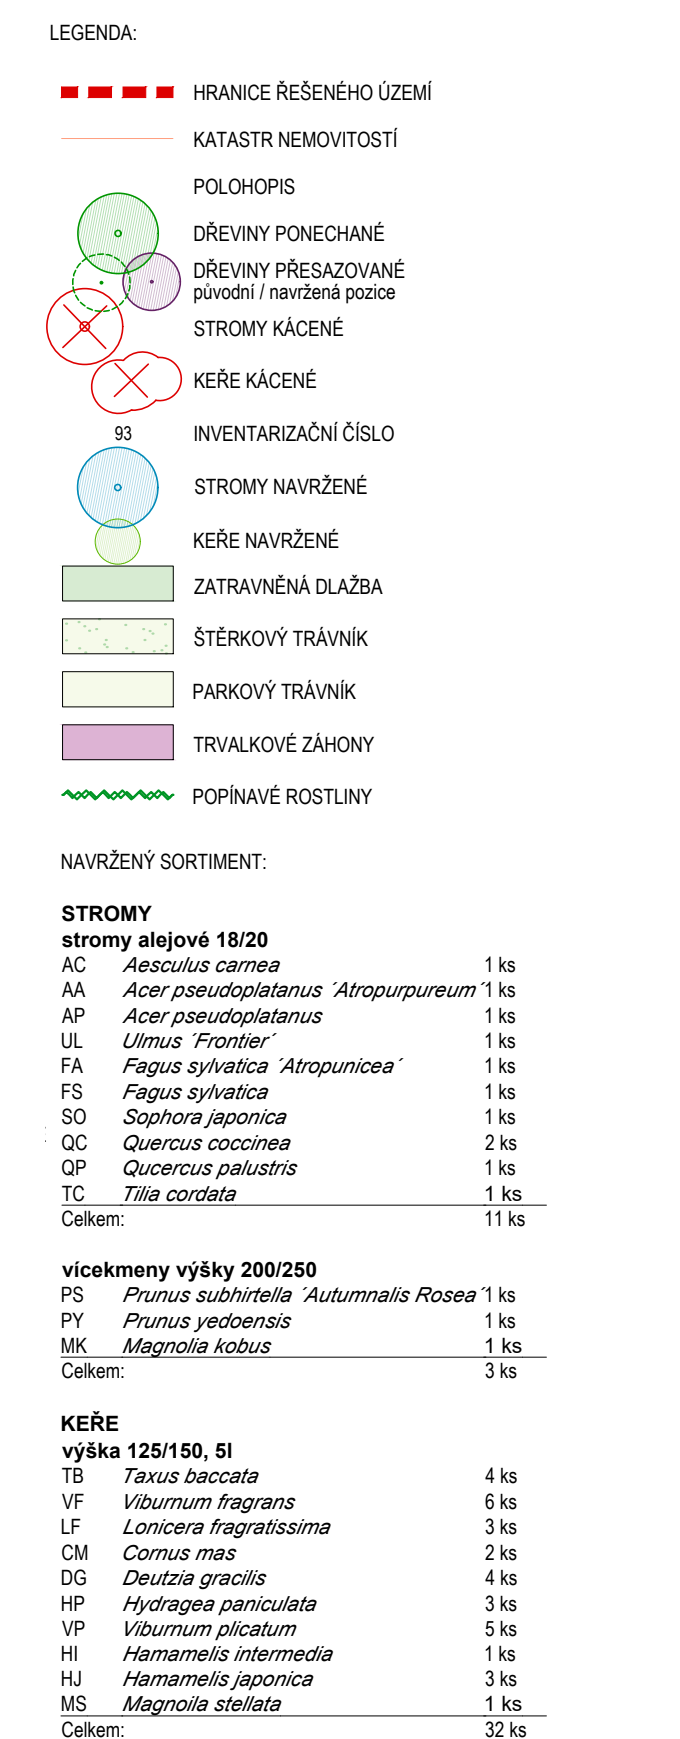 LEGENDA:
HRANICE ŘEŠENÉHO ÚZEMÍ
KATASTR NEMOVITOSTÍ
POLOHOPIS
DŘEVINY PONECHANÉ
DŘEVINY PŘESAZOVANÉ
původní / navržená pozice
STROMY KÁCENÉ
KEŘE KÁCENÉ
93 INVENTARIZAČNÍ ČÍSLO
STROMY NAVRŽENÉ
KEŘE NAVRŽENÉ
ZATRAVNĚNÁ DLAŽBA
ŠTĚRKOVÝ TRÁVNÍK
PARKOVÝ TRÁVNÍK
TRVALKOVÉ ZÁHONY
POPÍNAVÉ ROSTLINY
NAVRŽENÝ SORTIMENT:
STROMY
stromy alejové 18/20
AC Aesculus carnea 1 ks
AA Acer pseudoplatanus ´Atropurpureum´ 1 ks
AP Acer pseudoplatanus 1 ks
UL Ulmus ´Frontier´ 1 ks
FA Fagus sylvatica ´Atropunicea´ 1 ks
FS Fagus sylvatica 1 ks
SO Sophora japonica 1 ks
QC Quercus coccinea 2 ks
QP Qucercus palustris 1 ks
TC Tilia cordata 1 ks
Celkem: 11 ks
vícekmeny výšky 200/250
PS Prunus subhirtella ´Autumnalis Rosea´ 1 ks
PY Prunus yedoensis 1 ks
MK Magnolia kobus 1 ks
Celkem: 3 ks
KEŘE
výška 125/150, 5l
TB Taxus baccata 4 ks
VF Viburnum fragrans 6 ks
LF Lonicera fragratissima 3 ks
CM Cornus mas 2 ks
DG Deutzia gracilis 4 ks
HP Hydragea paniculata 3 ks
VP Viburnum plicatum 5 ks
HI Hamamelis intermedia 1 ks
HJ Hamamelis japonica 3 ks
MS Magnoila stellata 1 ks
Celkem: 32 ks